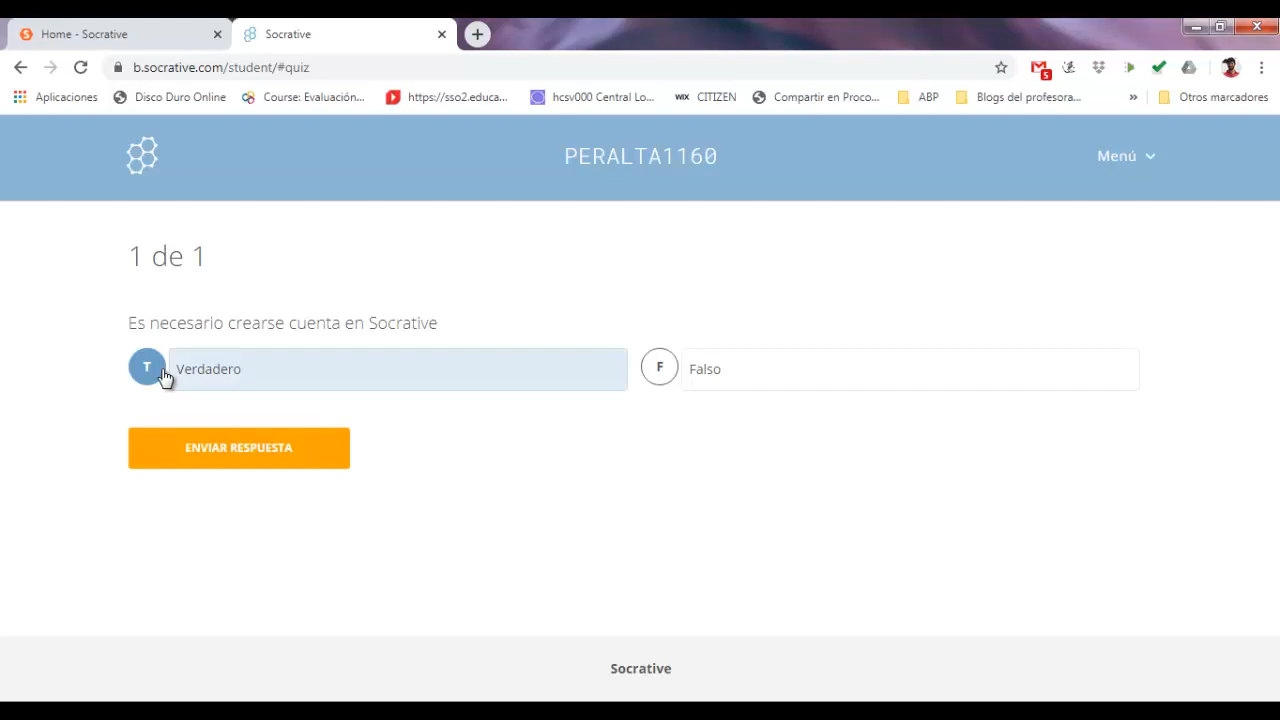 Home - Socrative
Socrative
b.socrative.com/student/#quiz
5
Aplicaciones
Disco Duro Online
Course: Evaluación...
https://sso2.educa...
hcsv000 Central Lo...
WIX CITIZEN
Compartir en Proco...
ABP
Blogs del profesora...
»
Otros marcadores
PERALTA1160
Menú
1 de 1
Es necesario crearse cuenta en Socrative
T Verdadero
F Falso
ENVIAR RESPUESTA
Socrative